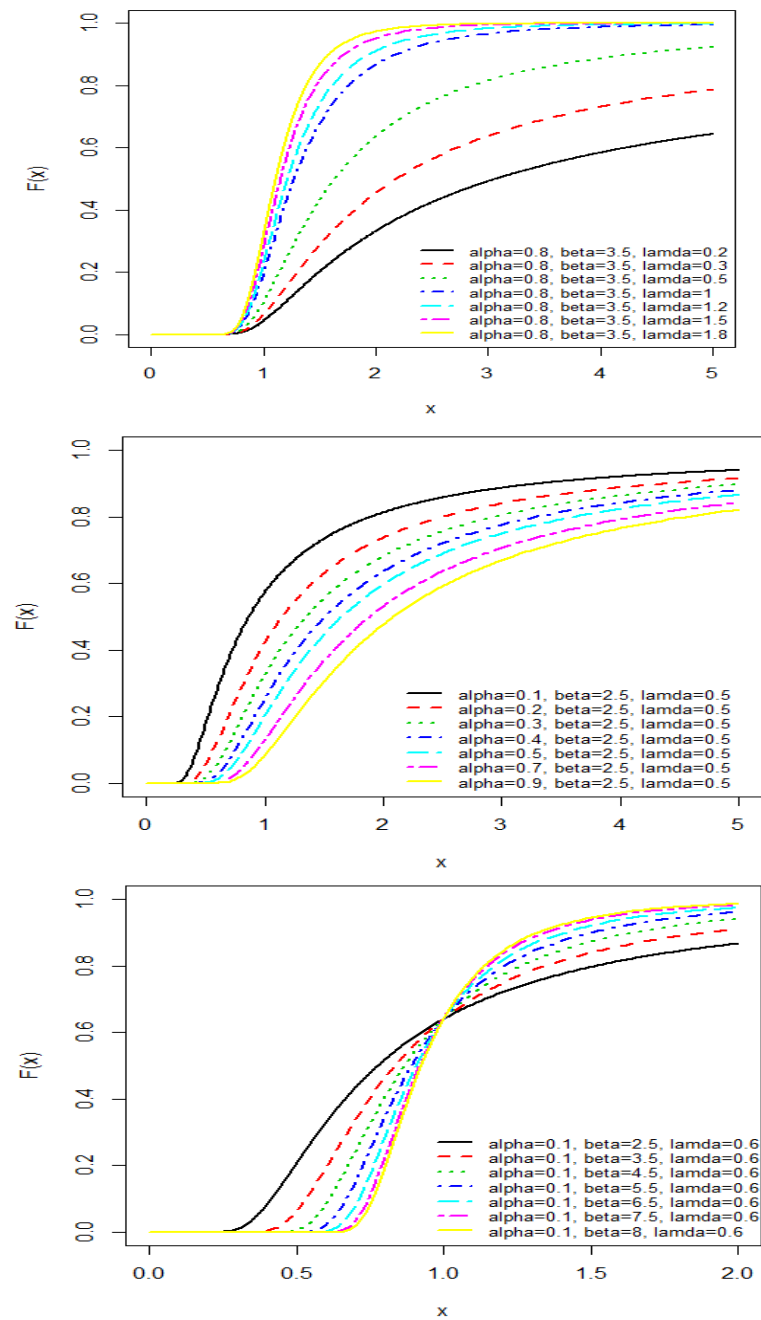 1.0
0.8
0.6
0.4
0.2
0.0
F(x)
alpha=0.8, beta=3.5, lamda=0.2
alpha=0.8, beta=3.5, lamda=0.3
alpha=0.8, beta=3.5, lamda=0.5
alpha=0.8, beta=3.5, lamda=1
alpha=0.8, beta=3.5, lamda=1.2
alpha=0.8, beta=3.5, lamda=1.5
alpha=0.8, beta=3.5, lamda=1.8
0 1 2 3 4 5
x
1.0
0.8
0.6
0.4
0.2
0.0
F(x)
alpha=0.1, beta=2.5, lamda=0.5
alpha=0.2, beta=2.5, lamda=0.5
alpha=0.3, beta=2.5, lamda=0.5
alpha=0.4, beta=2.5, lamda=0.5
alpha=0.5, beta=2.5, lamda=0.5
alpha=0.7, beta=2.5, lamda=0.5
alpha=0.9, beta=2.5, lamda=0.5
0 1 2 3 4 5
x
1.0
0.8
0.6
0.4
0.2
0.0
F(x)
alpha=0.1, beta=2.5, lamda=0.6
alpha=0.1, beta=3.5, lamda=0.6
alpha=0.1, beta=4.5, lamda=0.6
alpha=0.1, beta=5.5, lamda=0.6
alpha=0.1, beta=6.5, lamda=0.6
alpha=0.1, beta=7.5, lamda=0.6
alpha=0.1, beta=8, lamda=0.6
0.0 0.5 1.0 1.5 2.0
x